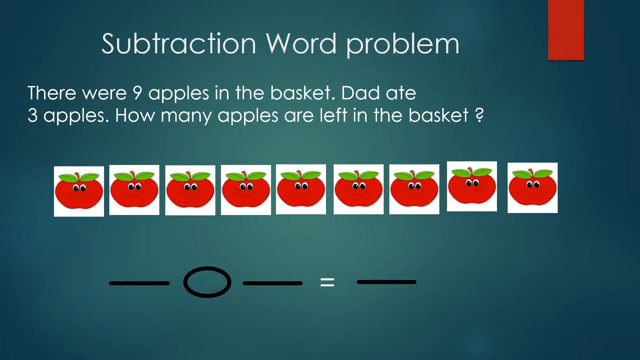 Subtraction Word problem
There were 9 apples in the basket. Dad ate
3 apples. How many apples are left in the basket ?
=